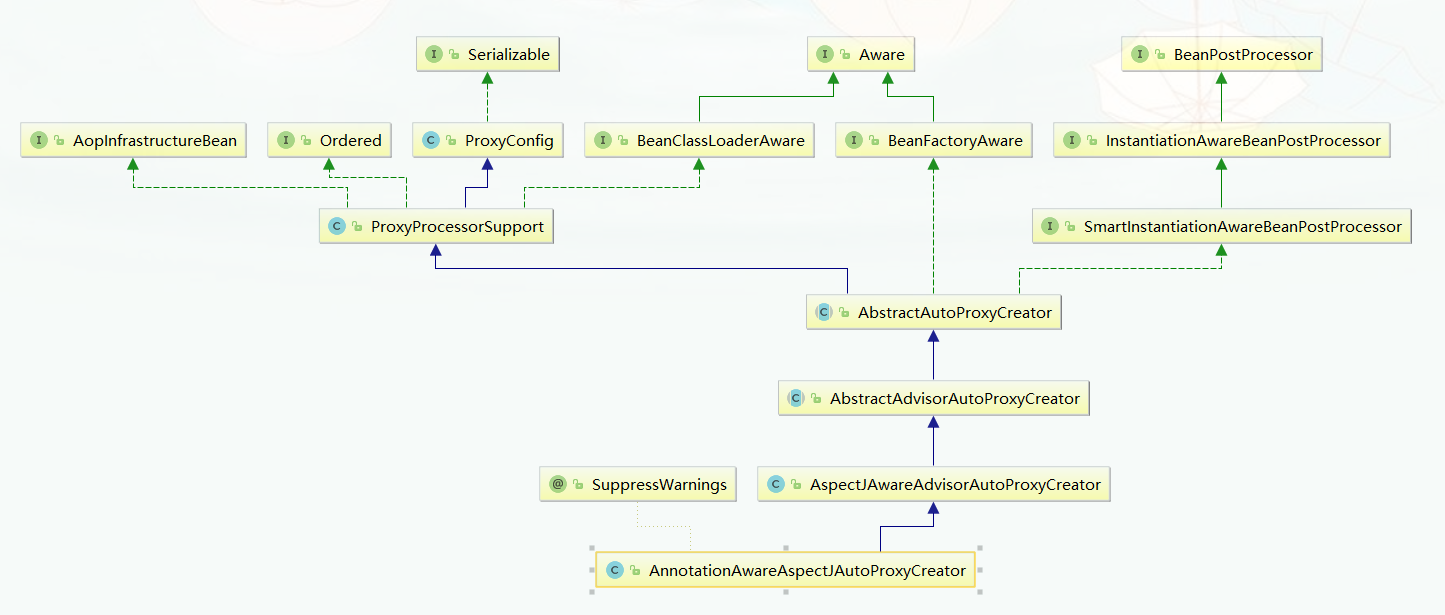 I Serializable
I Aware
I BeanPostProcessor
I AopInfrastructureBean
I Ordered
C ProxyConfig
I BeanClassLoaderAware
I BeanFactoryAware
I InstantiationAwareBeanPostProcessor
C ProxyProcessorSupport
I SmartInstantiationAwareBeanPostProcessor
C AbstractAutoProxyCreator
C AbstractAdvisorAutoProxyCreator
@ SuppressWarnings
C AspectJAwareAdvisorAutoProxyCreator
C AnnotationAwareAspectJAutoProxyCreator